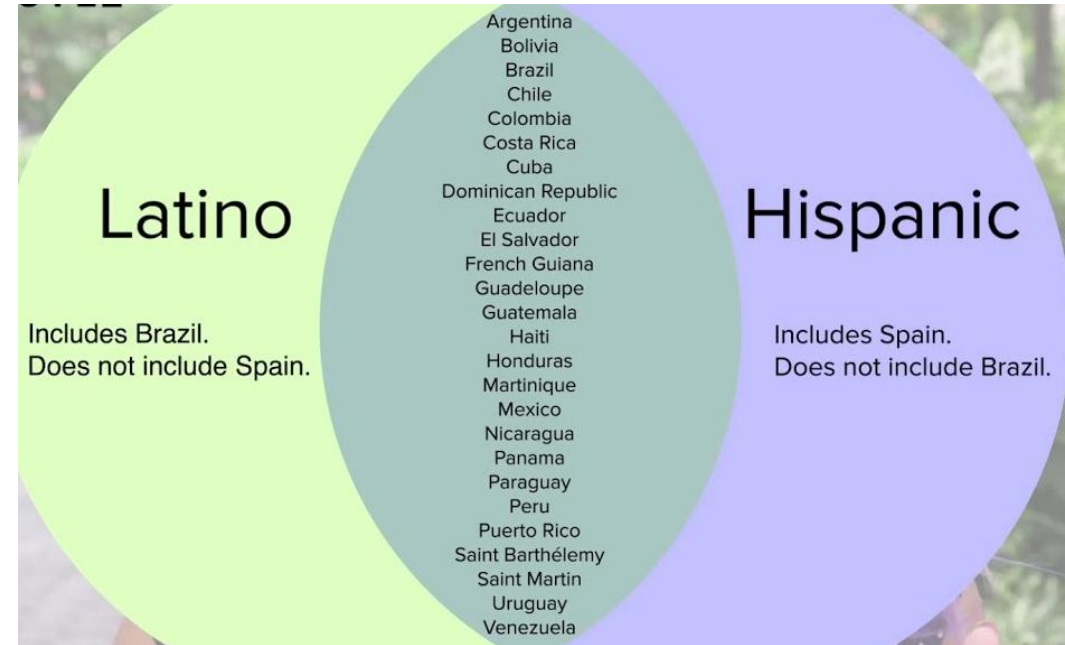 Latino
Includes Brazil.
Does not include Spain.
Argentina
Bolivia
Brazil
Chile
Colombia
Costa Rica
Cuba
Dominican Republic
Ecuador
El Salvador
French Guiana
Guadeloupe
Guatemala
Haiti
Honduras
Martinique
Mexico
Nicaragua
Panama
Paraguay
Peru
Puerto Rico
Saint Barthélemy
Saint Martin
Uruguay
Venezuela
Hispanic
Includes Spain.
Does not include Brazil.